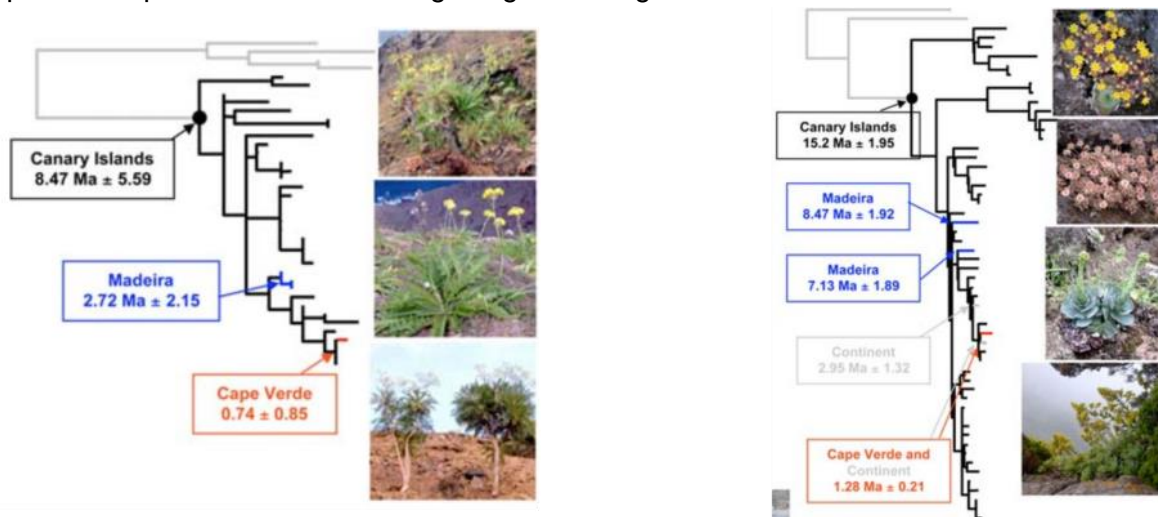 Canary Islands
8.47 Ma ± 5.59
Madeira
2.72 Ma ± 2.15
Cape Verde
0.74 ± 0.85
Canary Islands
15.2 Ma ± 1.95
Madeira
8.47 Ma ± 1.92
Madeira
7.13 Ma ± 1.89
Continent
2.95 Ma ± 1.32
Cape Verde and
Continent
1.28 Ma ± 0.21